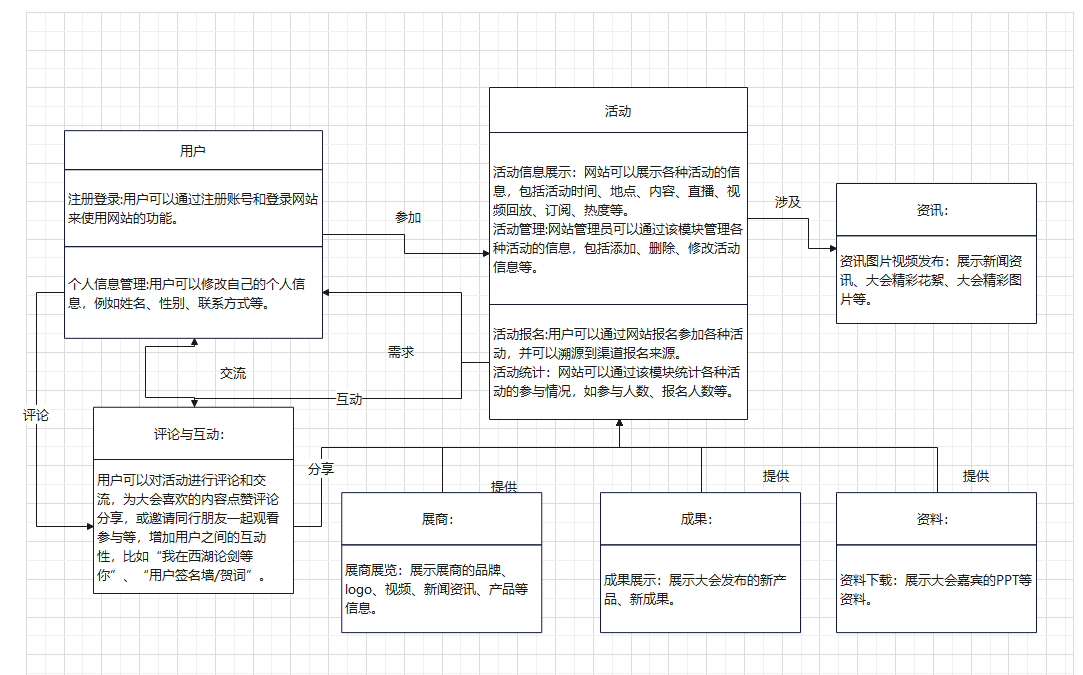 用户
注册登录:用户可以通过注册账号和登录网站
来使用网站的功能。
个人信息管理:用户可以修改自己的个人信
息，例如姓名、性别、联系方式等。
参加
活动
活动信息展示：网站可以展示各种活动的信
息，包括活动时间、地点、内容、直播、视
频回放、订阅、热度等。
活动管理:网站管理员可以通过该模块管理各
种活动的信息，包括添加、删除、修改活动
信息等。
活动报名:用户可以通过网站报名参加各种活
动，并可以溯源到渠道报名来源。
活动统计：网站可以通过该模块统计各种活
动的参与情况，如参与人数、报名人数等。
涉及
资讯：
资讯图片视频发布：展示新闻资
讯、大会精彩花絮、大会精彩图
片等。
需求
交流
互动
评论
评论与互动：
用户可以对活动进行评论和交
流，为大会喜欢的内容点赞评论
分享，或邀请同行朋友一起观看
参与等，增加用户之间的互动
性，比如“我在西湖论剑等
你”、“用户签名墙/贺词”。
分享
提供
展商：
展商展览：展示展商的品牌、
logo、视频、新闻资讯、产品等
信息。
提供
成果：
成果展示：展示大会发布的新产
品、新成果。
提供
资料：
资料下载：展示大会嘉宾的PPT等
资料。